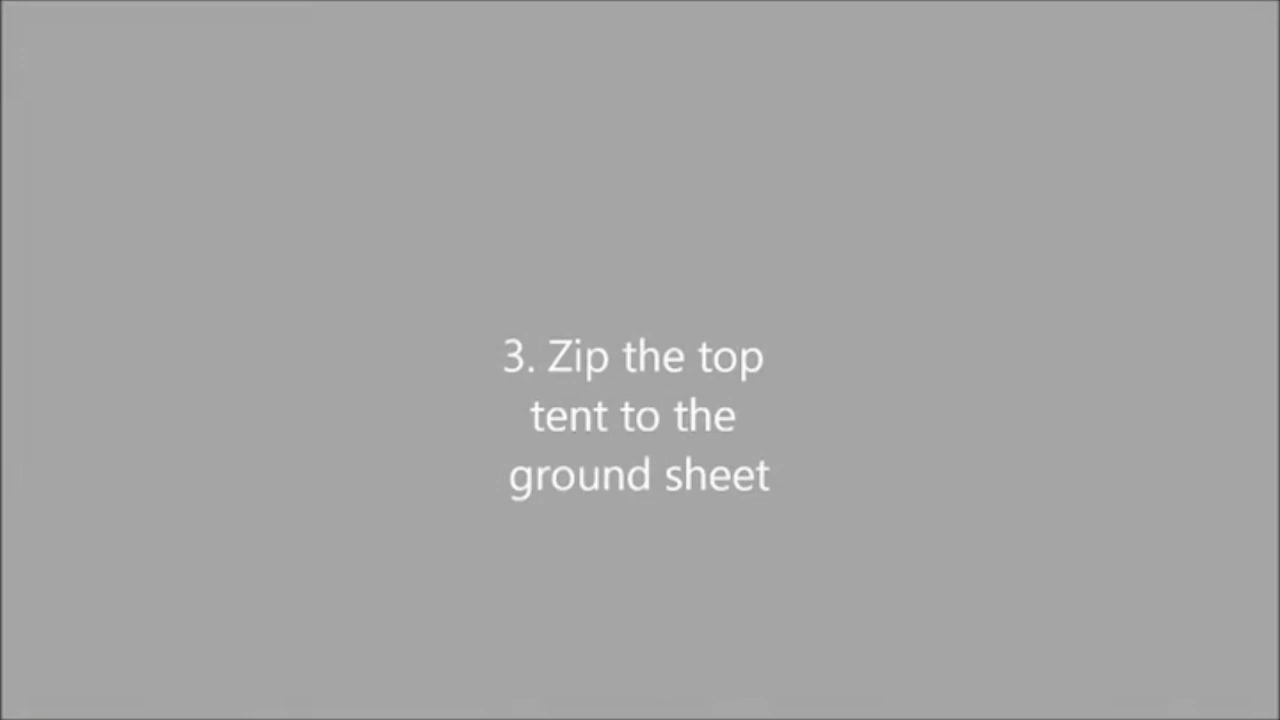 3. Zip the top
tent to the
ground sheet